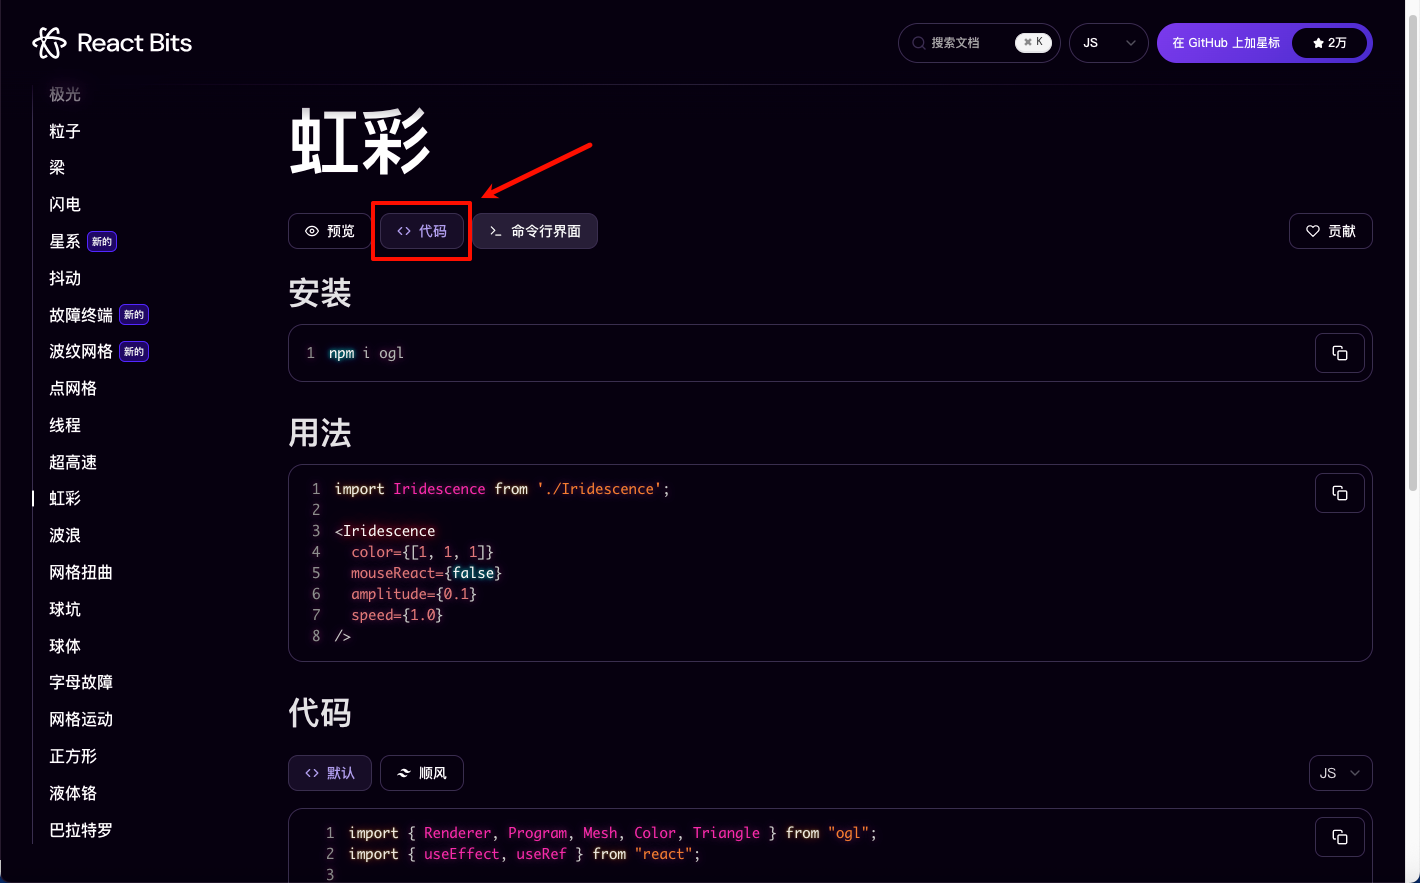 React Bits
搜索文档
⌘ K
JS
在 GitHub 上加星标
2万
极光
粒子
梁
闪电
星系 新的
抖动
故障终端 新的
波纹网格 新的
点网格
线程
超高速
虹彩
波浪
网格扭曲
球坑
球体
字母故障
网格运动
正方形
液体铬
巴拉特罗
虹彩
预览
代码
命令行界面
贡献
安装
1 npm i ogl
用法
1 import Iridescence from './Iridescence';
2
3 <Iridescence
4 color={[1, 1, 1]}
5 mouseReact={false}
6 amplitude={0.1}
7 speed={1.0}
8 />
代码
默认
顺风
JS
1 import { Renderer, Program, Mesh, Color, Triangle } from "ogl";
2 import { useEffect, useRef } from "react";
3